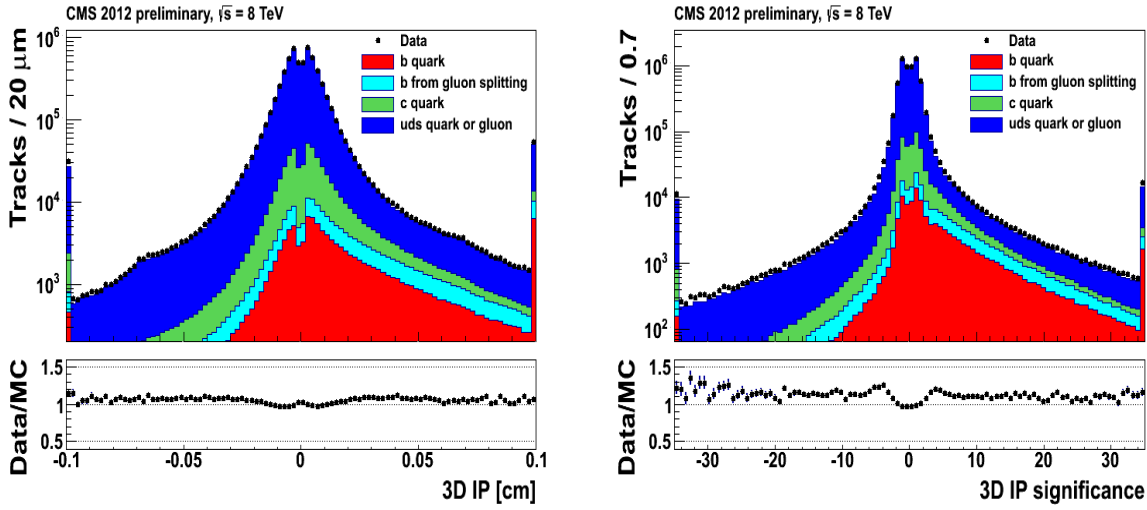 CMS 2012 preliminary, √s = 8 TeV
Tracks / 20 μm
10⁶
10⁵
10⁴
10³
Data
b quark
b from gluon splitting
c quark
uds quark or gluon
Data/MC
1.5
1
0.5
-0.1
-0.05
0
0.05
0.1
3D IP [cm]
CMS 2012 preliminary, √s = 8 TeV
Tracks / 0.7
10⁶
10⁵
10⁴
10³
10²
Data
b quark
b from gluon splitting
c quark
uds quark or gluon
Data/MC
1.5
1
0.5
-30
-20
-10
0
10
20
30
3D IP significance